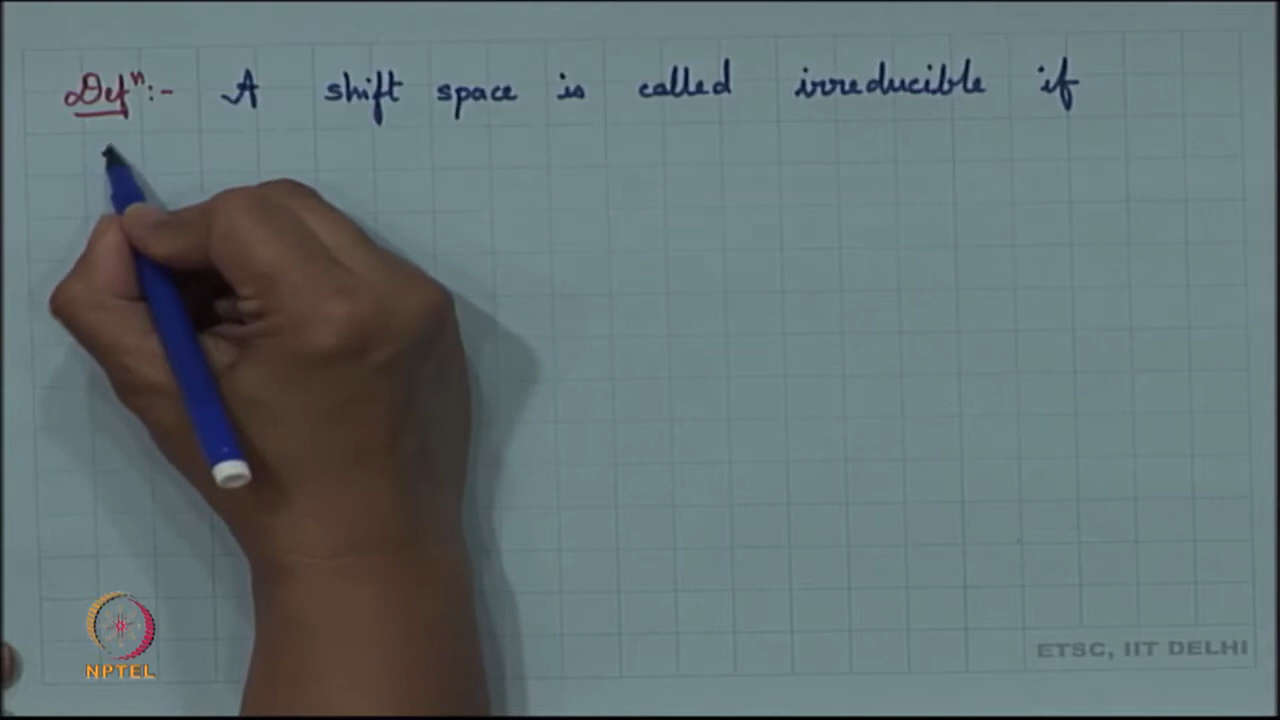 Defⁿ:- A shift space is called irreducible if
NPTEL
ETSC, IIT DELHI